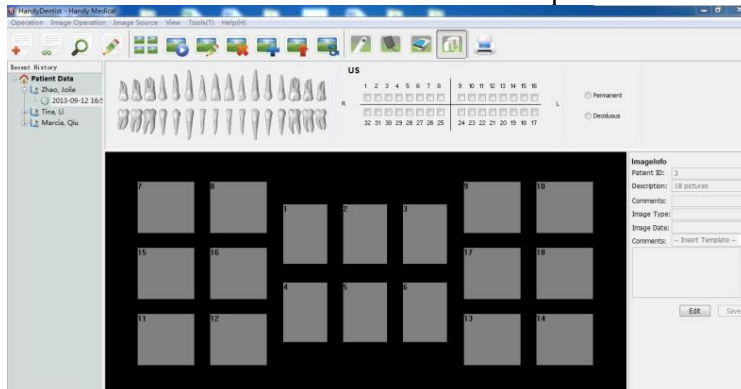 HandyDentist - Handy Medical
Operation Image Operation Image Source View Tools(T) Help(H)
Recent History
Patient Data
Zhao, Jolie
2013-09-12 16:5
Tina, Li
Marcia, Qiu
US
1 2 3 4 5 6 7 8 9 10 11 12 13 14 15 16
R L
32 31 30 29 28 27 26 25 24 23 22 21 20 19 18 17
Permanent
Deciduous
7 8 9 10
1 2 3
15 16 17 18
4 5 6
11 12 13 14
ImageInfo
Patient ID: 3
Description: 18 pictures
Comments:
Image Type:
Image Date:
Comments: -- Insert Template --
Edit Save